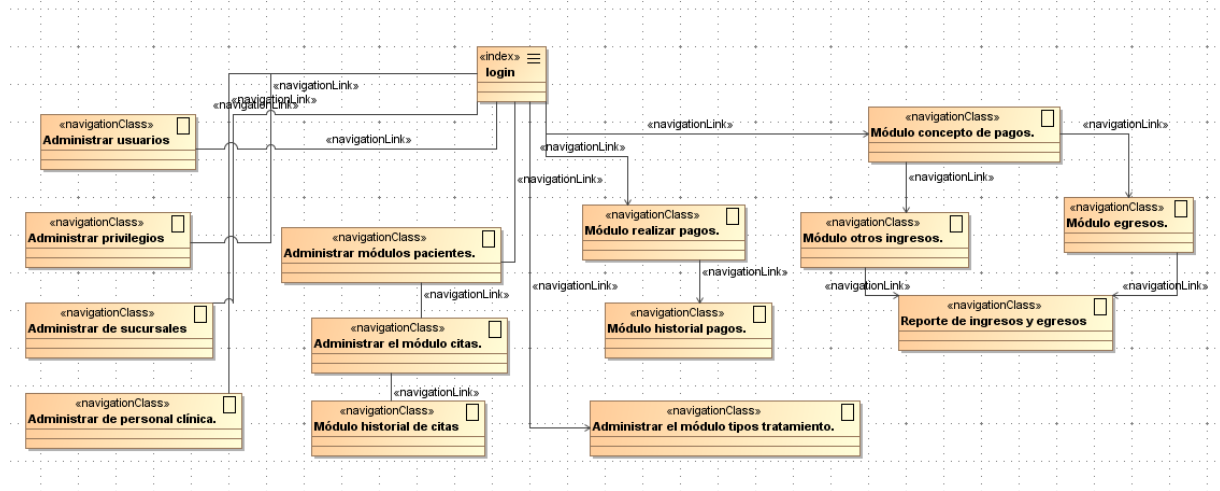 «index»
login
«navigationLink»
«navigationLink»
«navigationLink»
«navigationClass»
Administrar usuarios
«navigationLink»
«navigationLink»
«navigationLink»
«navigationClass»
Módulo concepto de pagos.
«navigationLink»
«navigationLink»
«navigationLink»
«navigationClass»
Administrar privilegios
«navigationClass»
Administrar módulos pacientes.
«navigationClass»
Módulo realizar pagos.
«navigationClass»
Módulo otros ingresos.
«navigationClass»
Módulo egresos.
«navigationLink»
«navigationLink»
«navigationLink»
«navigationLink»
«navigationLink»
«navigationClass»
Administrar de sucursales
«navigationClass»
Administrar el módulo citas.
«navigationClass»
Módulo historial pagos.
«navigationClass»
Reporte de ingresos y egresos
«navigationLink»
«navigationClass»
Administrar de personal clínica.
«navigationClass»
Módulo historial de citas
«navigationClass»
Administrar el módulo tipos tratamiento.